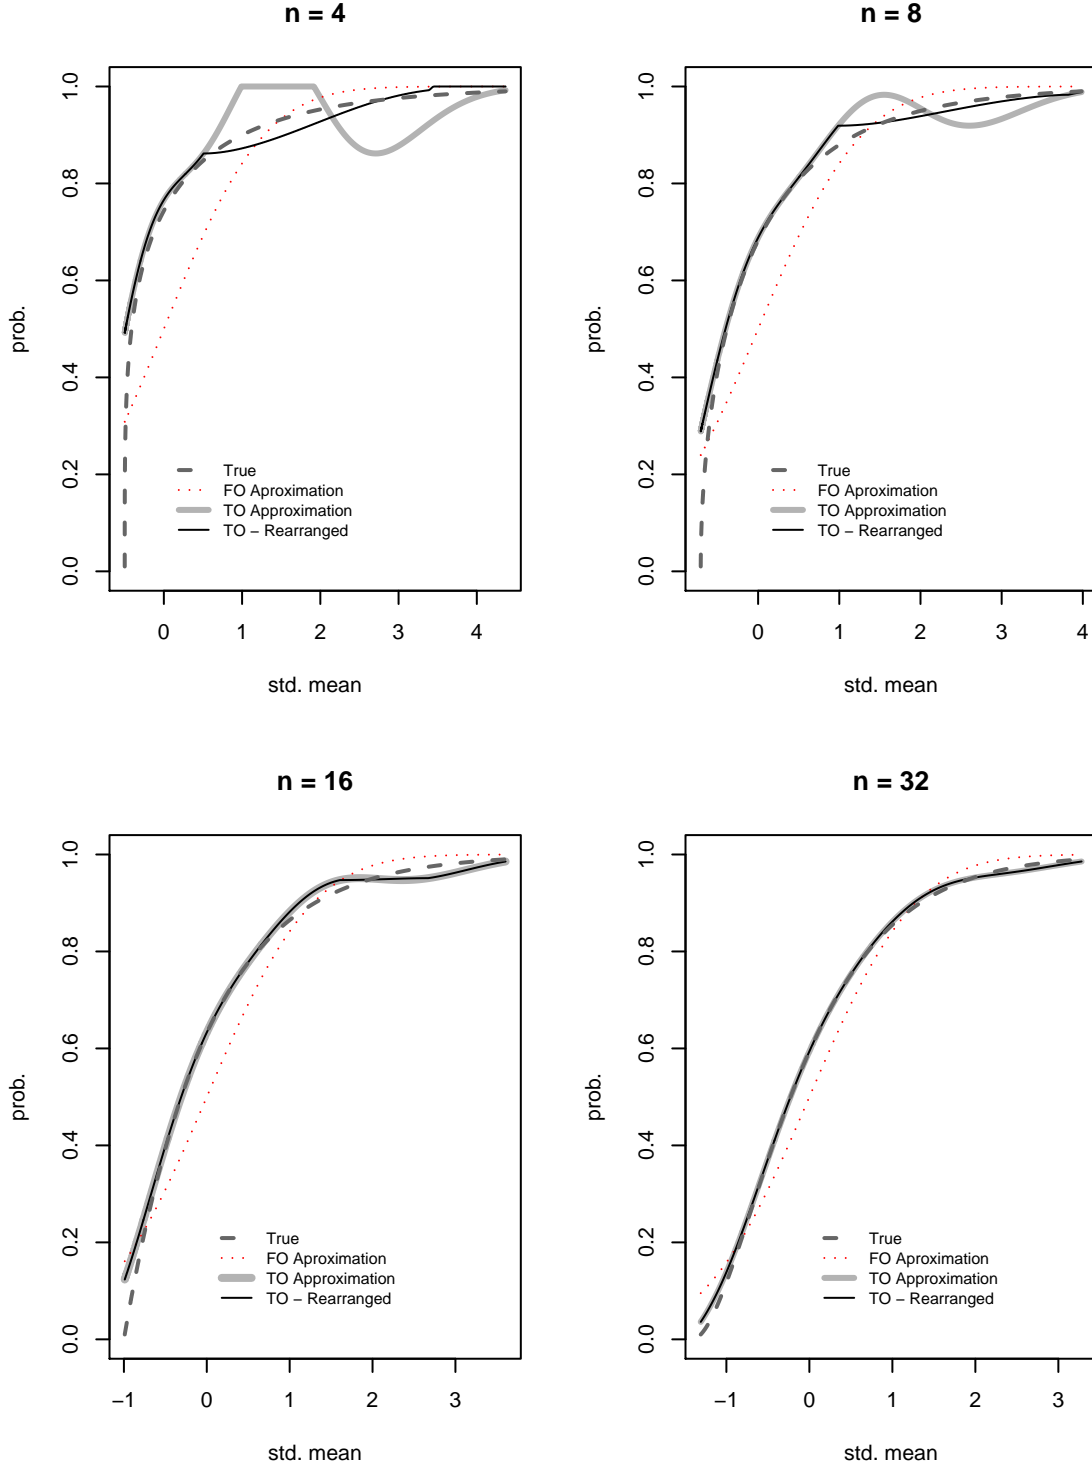 n = 4
prob.
0.0 0.2 0.4 0.6 0.8 1.0
True
FO Aproximation
TO Approximation
TO − Rearranged
0 1 2 3 4
std. mean
n = 8
prob.
0.0 0.2 0.4 0.6 0.8 1.0
True
FO Aproximation
TO Approximation
TO − Rearranged
0 1 2 3 4
std. mean
n = 16
prob.
0.0 0.2 0.4 0.6 0.8 1.0
True
FO Aproximation
TO Approximation
TO − Rearranged
−1 0 1 2 3
std. mean
n = 32
prob.
0.0 0.2 0.4 0.6 0.8 1.0
True
FO Aproximation
TO Approximation
TO − Rearranged
−1 0 1 2 3
std. mean